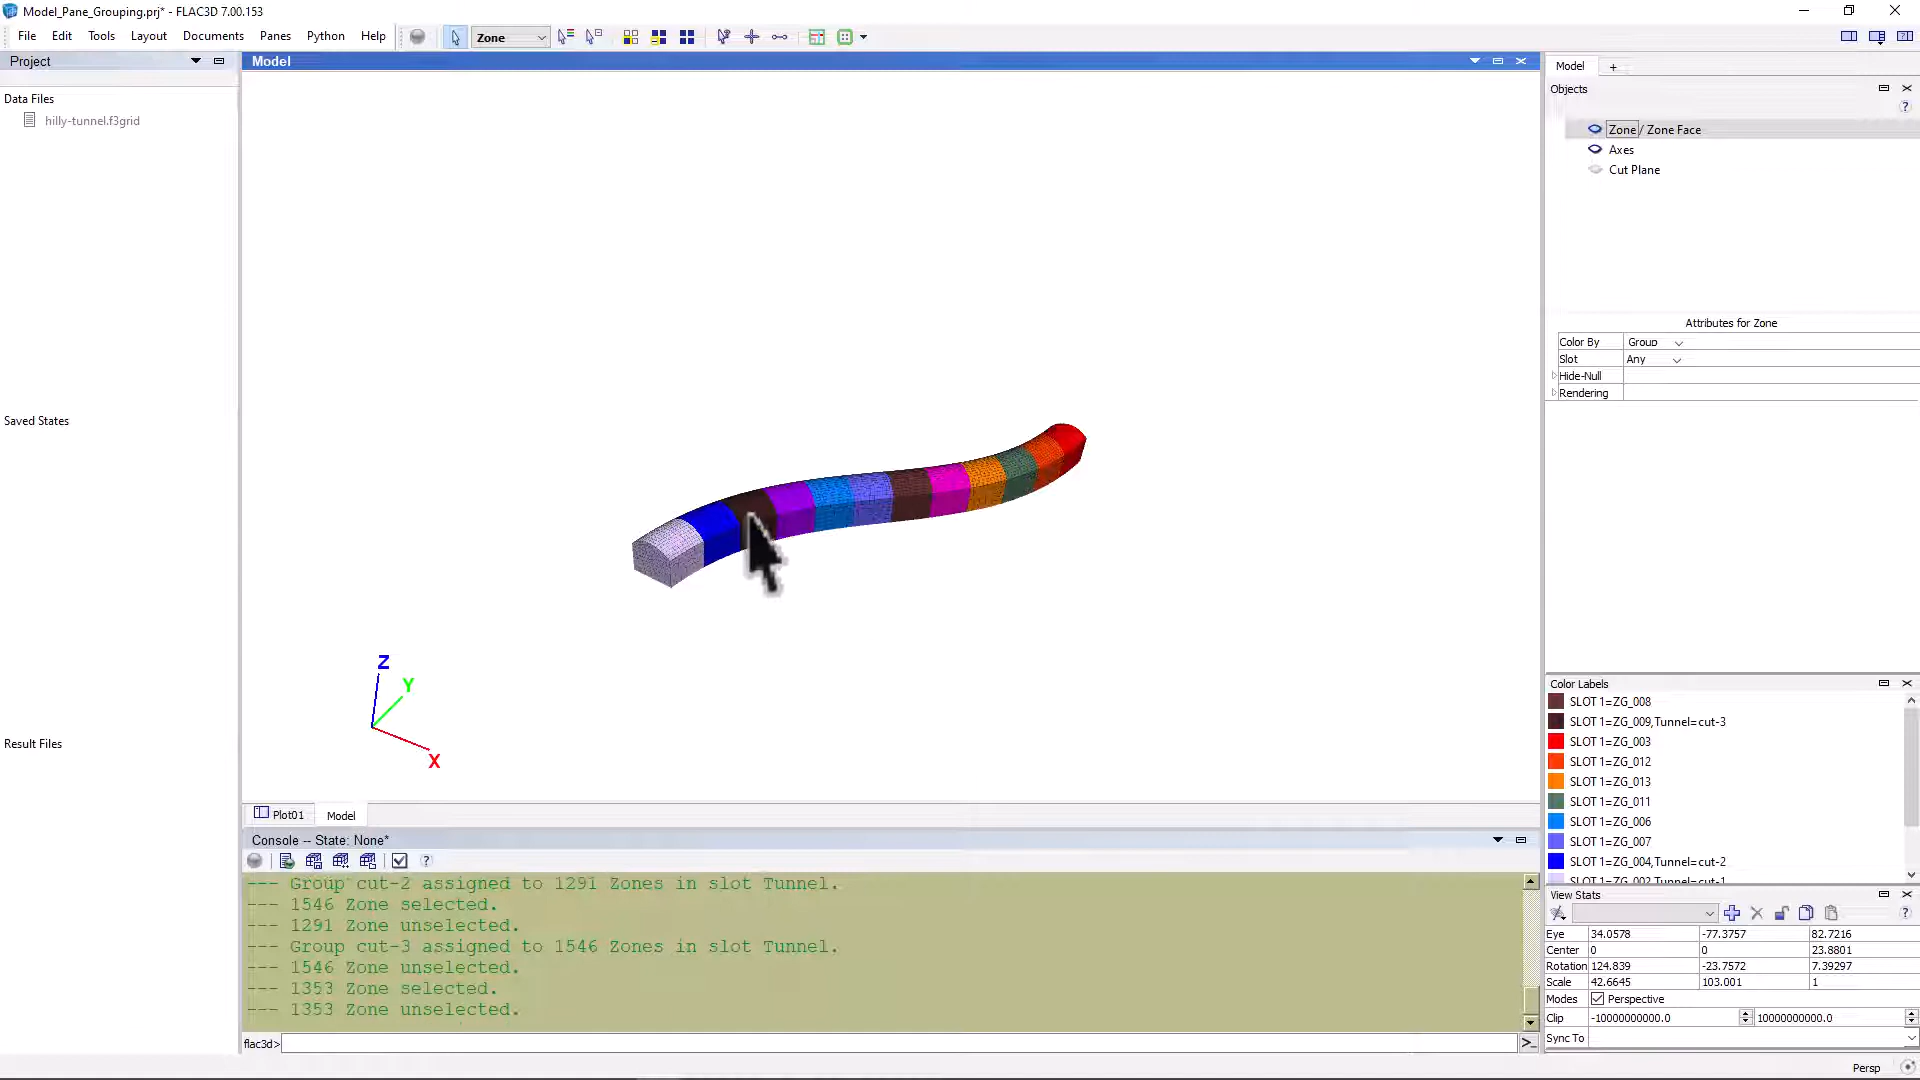 Model_Pane_Grouping.prj* - FLAC3D 7.00.153
File Edit Tools Layout Documents Panes Python Help
Zone
Project
Data Files
hilly-tunnel.f3grid
Saved States
Result Files
Model
Z
Y
X
Plot01 Model
Console -- State: None*
--- Group cut-2 assigned to 1291 Zones in slot Tunnel.
--- 1546 Zone selected.
--- 1291 Zone unselected.
--- Group cut-3 assigned to 1546 Zones in slot Tunnel.
--- 1546 Zone unselected.
--- 1353 Zone selected.
--- 1353 Zone unselected.
flac3d>
Model +
Objects
Zone / Zone Face
Axes
Cut Plane
Attributes for Zone
Color By Group
Slot Any
Hide-Null
Rendering
Color Labels
SLOT 1=ZG_008
SLOT 1=ZG_009,Tunnel=cut-3
SLOT 1=ZG_003
SLOT 1=ZG_012
SLOT 1=ZG_013
SLOT 1=ZG_011
SLOT 1=ZG_006
SLOT 1=ZG_007
SLOT 1=ZG_004,Tunnel=cut-2
SLOT 1=ZG_002,Tunnel=cut-1
View Stats
Eye 34.0578 -77.3757 82.7216
Center 0 0 23.8801
Rotation 124.839 -23.7572 7.39297
Scale 42.6645 103.001 1
Modes Perspective
Clip -10000000000.0 10000000000.0
Sync To
Persp